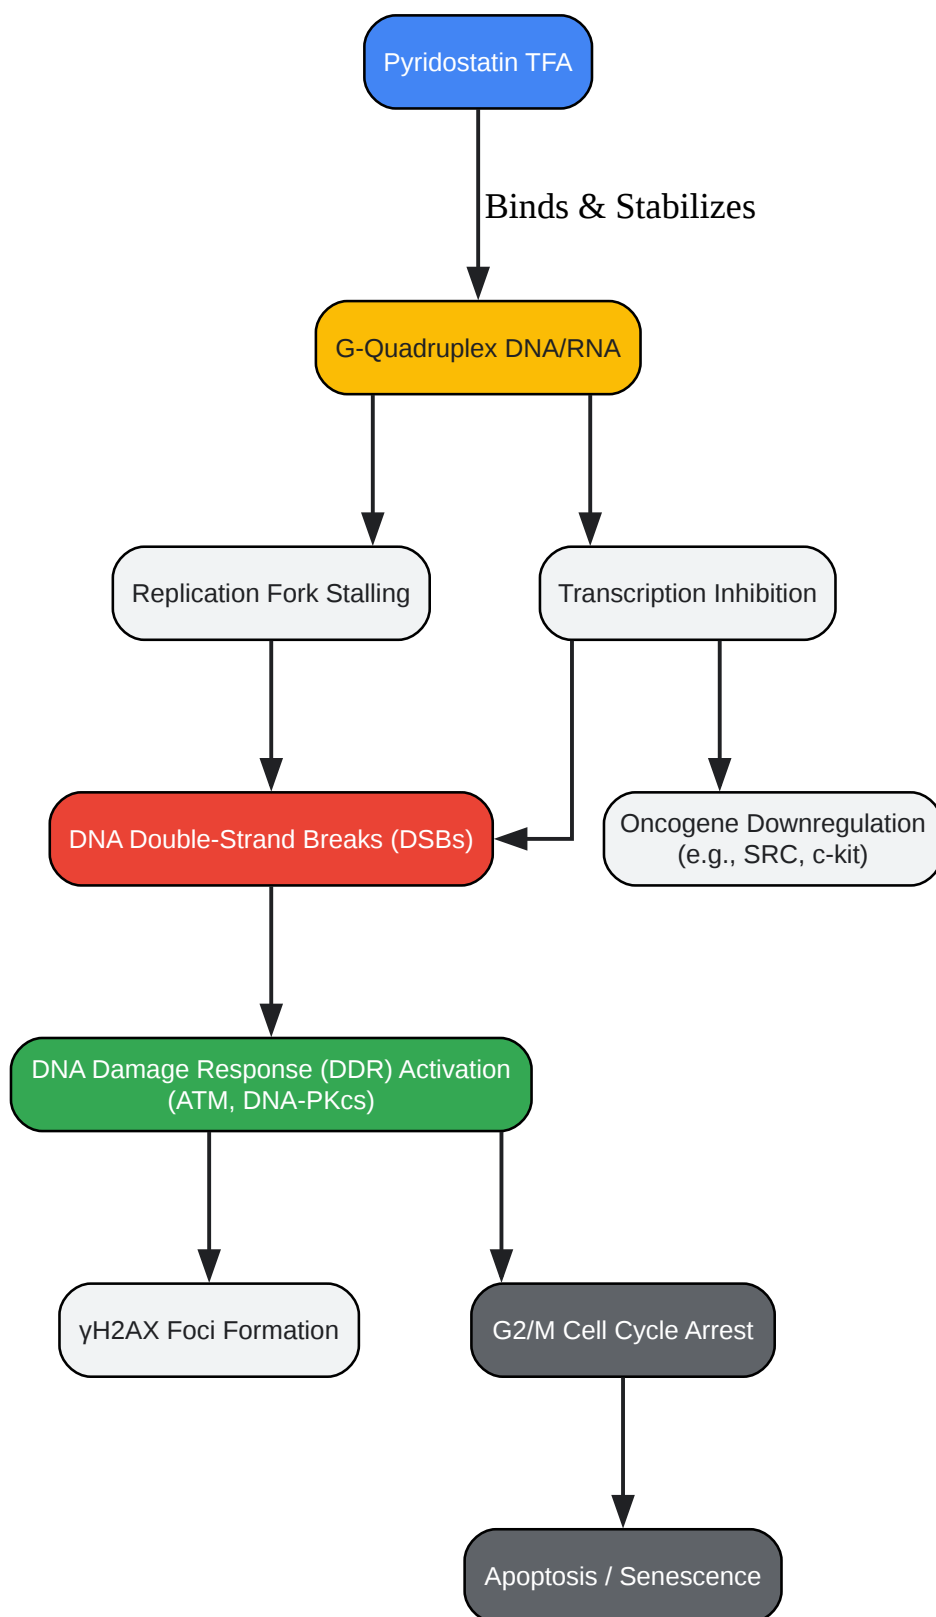 Pyridostatin TFA
Binds & Stabilizes
G-Quadruplex DNA/RNA
Replication Fork Stalling
Transcription Inhibition
DNA Double-Strand Breaks (DSBs)
Oncogene Downregulation
(e.g., SRC, c-kit)
DNA Damage Response (DDR) Activation
(ATM, DNA-PKcs)
γH2AX Foci Formation
G2/M Cell Cycle Arrest
Apoptosis / Senescence